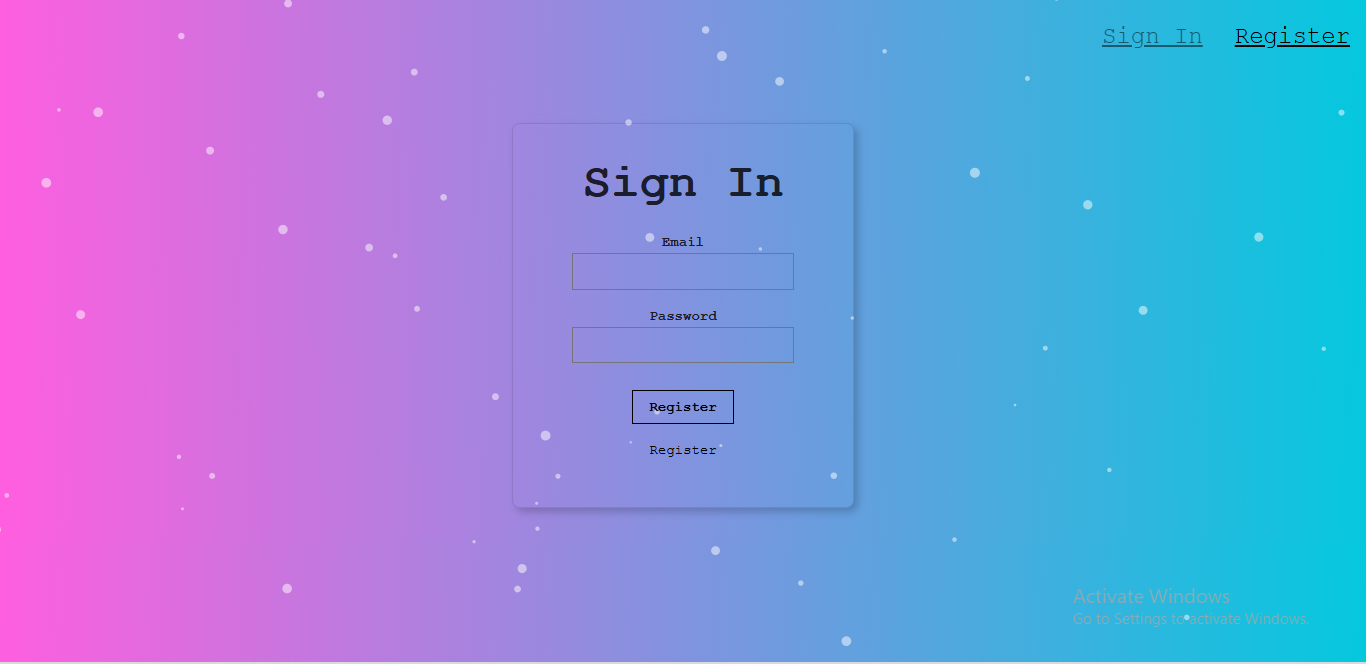 Sign In Register
Sign In
Email
Password
Register
Register
Activate Windows
Go to Settings to activate Windows.